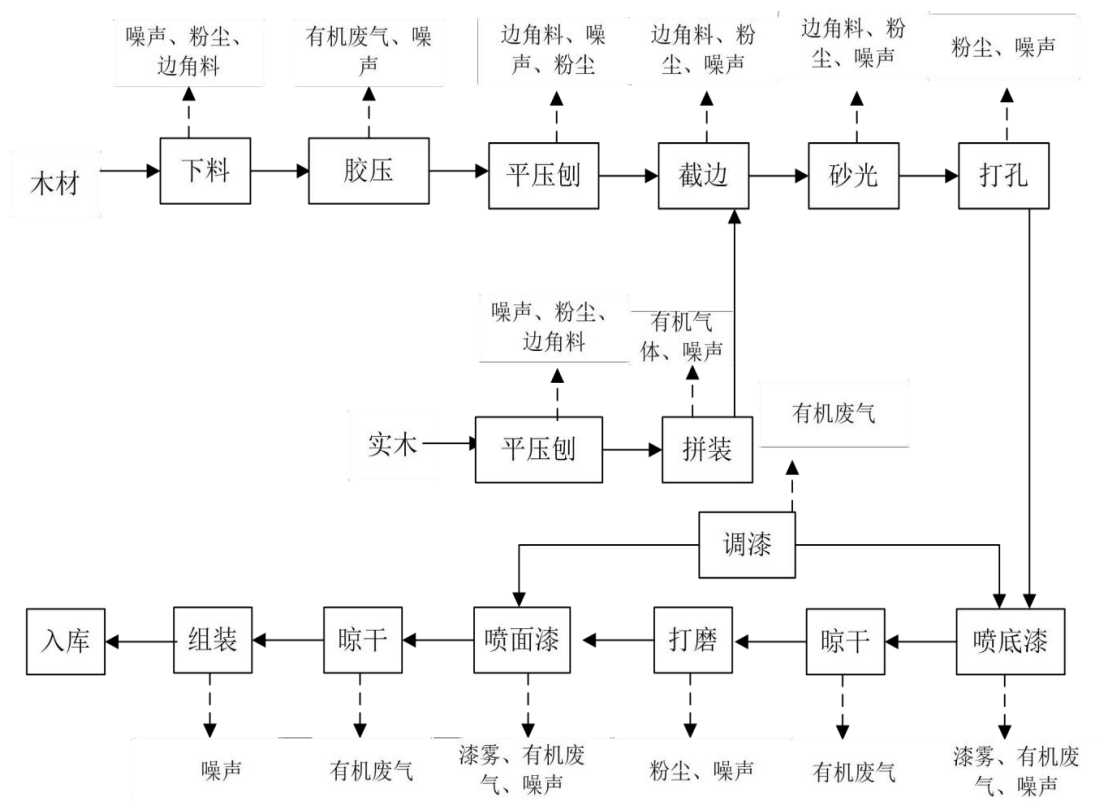 噪声、粉尘、
边角料
有机废气、噪
声
边角料、噪
声、粉尘
边角料、粉
尘、噪声
边角料、粉
尘、噪声
粉尘、噪声
木材
下料
胶压
平压刨
截边
砂光
打孔
噪声、粉尘、
边角料
有机气
体、噪声
有机废气
实木
平压刨
拼装
调漆
入库
组装
晾干
喷面漆
打磨
晾干
喷底漆
噪声
有机废气
漆雾、有机废
气、噪声
粉尘、噪声
有机废气
漆雾、有机废
气、噪声